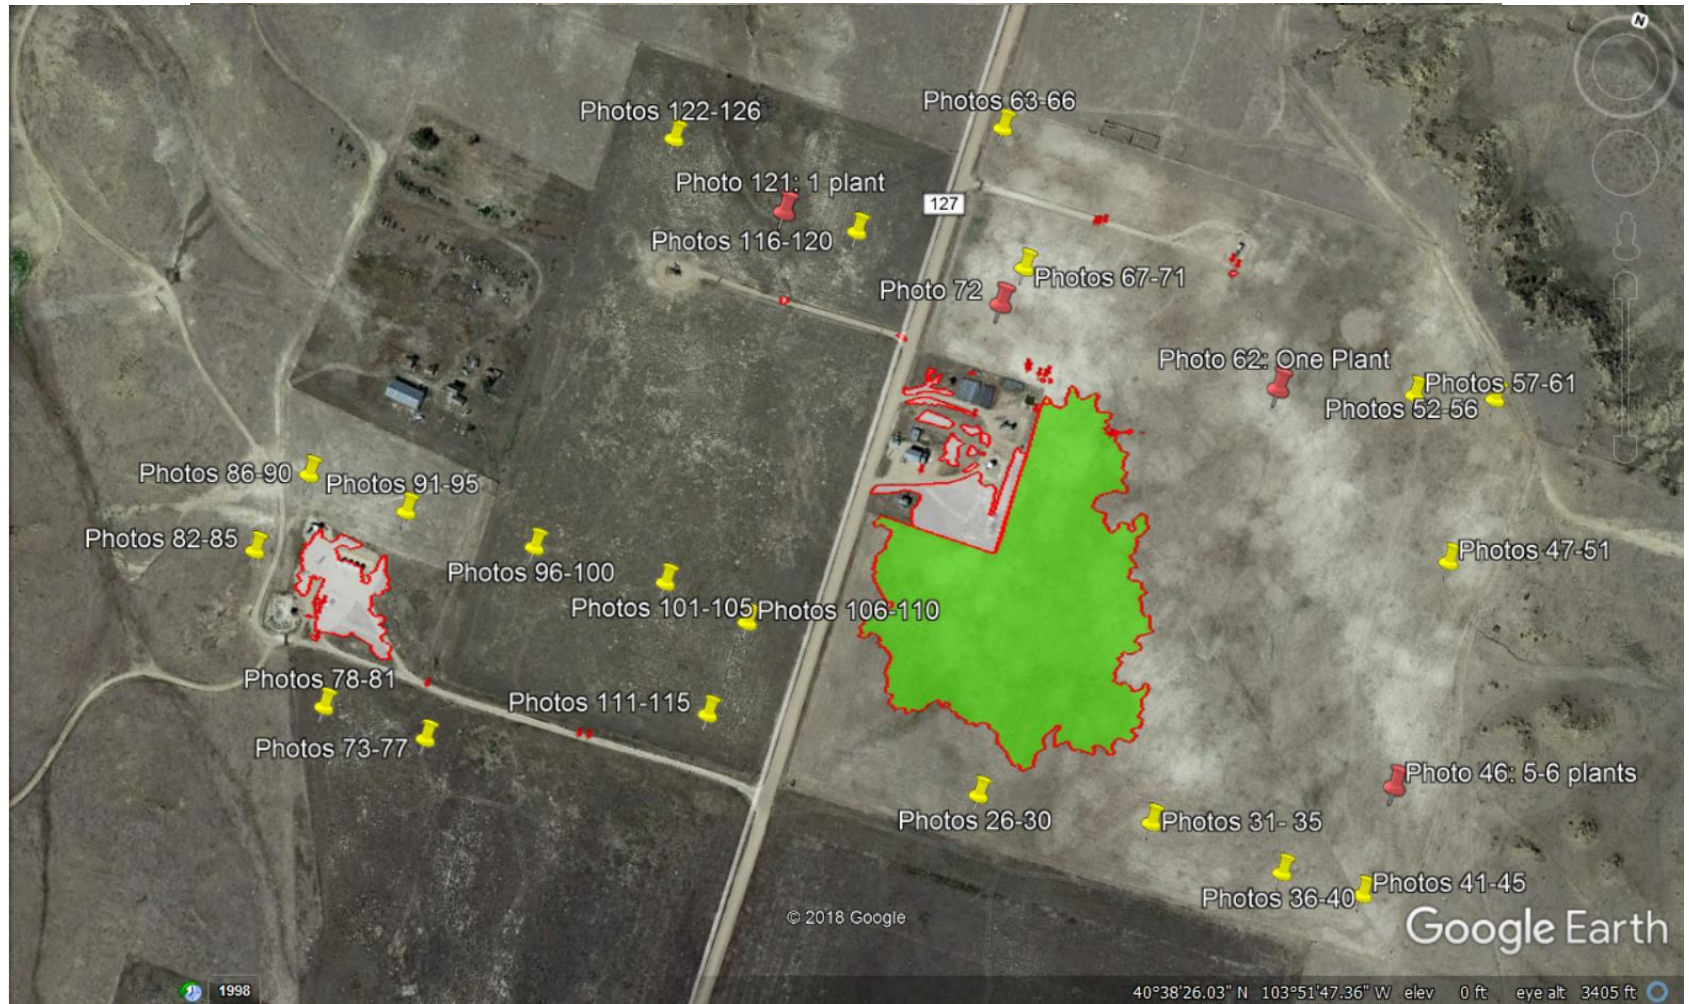 N
Photos 63-66
Photos 122-126
Photo 121: 1 plant
127
Photos 116-120
Photos 67-71
Photo 72
Photo 62: One Plant
Photos 57-61
Photos 52-56
Photos 86-90
Photos 91-95
Photos 82-85
Photos 47-51
Photos 96-100
Photos 101-105
Photos 106-110
Photos 78-81
Photos 111-115
Photos 73-77
Photo 46: 5-6 plants
Photos 26-30
Photos 31- 35
Photos 41-45
Photos 36-40
© 2018 Google
Google Earth
1998
40°38'26.03" N 103°51'47.36" W elev 0 ft eye alt 3405 ft